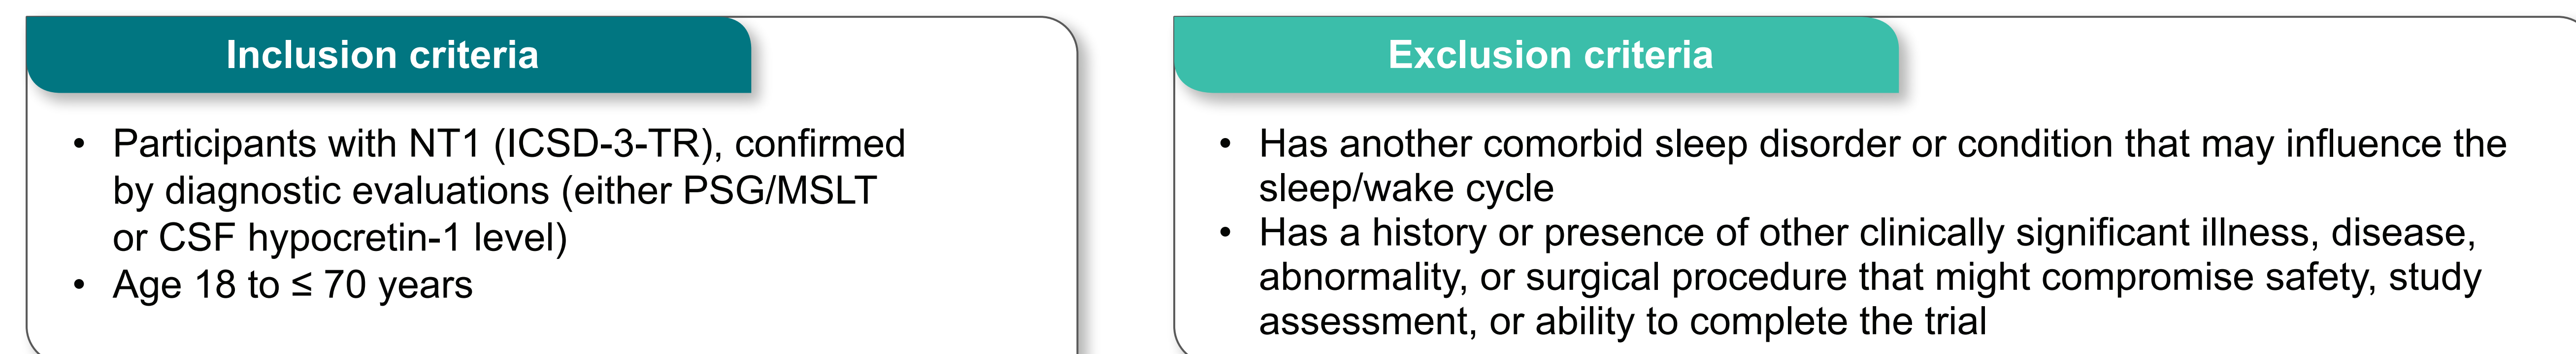 Inclusion criteria
• Participants with NT1 (ICSD-3-TR), confirmed
by diagnostic evaluations (either PSG/MSLT
or CSF hypocretin-1 level)
• Age 18 to ≤ 70 years
Exclusion criteria
• Has another comorbid sleep disorder or condition that may influence the
sleep/wake cycle
• Has a history or presence of other clinically significant illness, disease,
abnormality, or surgical procedure that might compromise safety, study
assessment, or ability to complete the trial